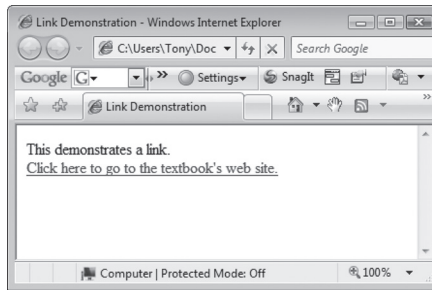 Link Demonstration - Windows Internet Explorer
C:\Users\Tony\Doc Search Google
Google G Settings SnagIt
Link Demonstration
This demonstrates a link.
Click here to go to the textbook's web site.
Computer | Protected Mode: Off 100%